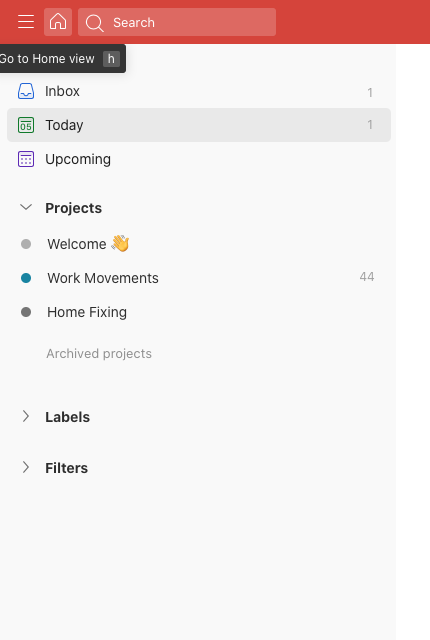 Search
Go to Home view h
Inbox 1
05 Today 1
Upcoming
Projects
Welcome 👋
Work Movements 44
Home Fixing
Archived projects
Labels
Filters